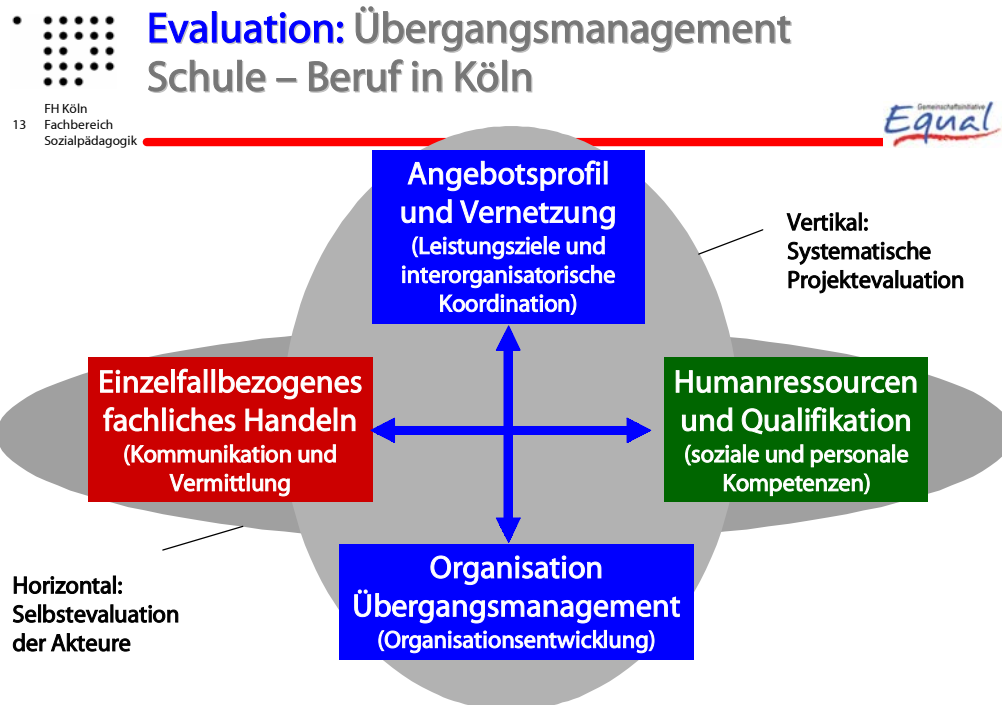 Evaluation: Übergangsmanagement
Schule – Beruf in Köln
FH Köln
13 Fachbereich
Sozialpädagogik
Gemeinschaftsinitiative
Equal
Angebotsprofil
und Vernetzung
(Leistungsziele und
interorganisatorische
Koordination)
Vertikal:
Systematische
Projektevaluation
Einzelfallbezogenes
fachliches Handeln
(Kommunikation und
Vermittlung
Humanressourcen
und Qualifikation
(soziale und personale
Kompetenzen)
Organisation
Übergangsmanagement
(Organisationsentwicklung)
Horizontal:
Selbstevaluation
der Akteure